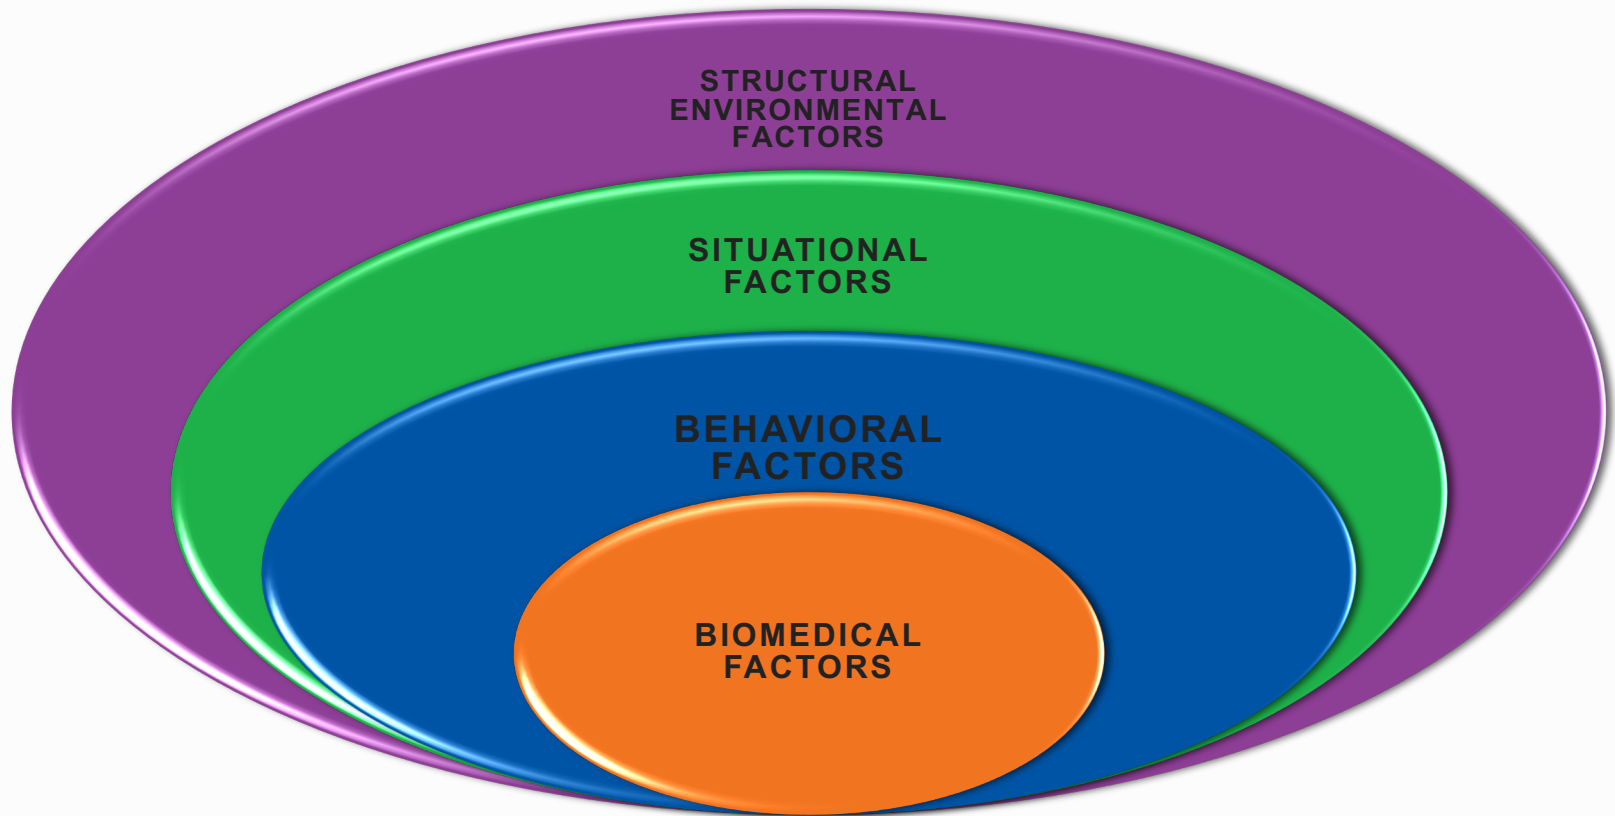 STRUCTURAL
ENVIRONMENTAL
FACTORS
SITUATIONAL
FACTORS
BEHAVIORAL
FACTORS
BIOMEDICAL
FACTORS